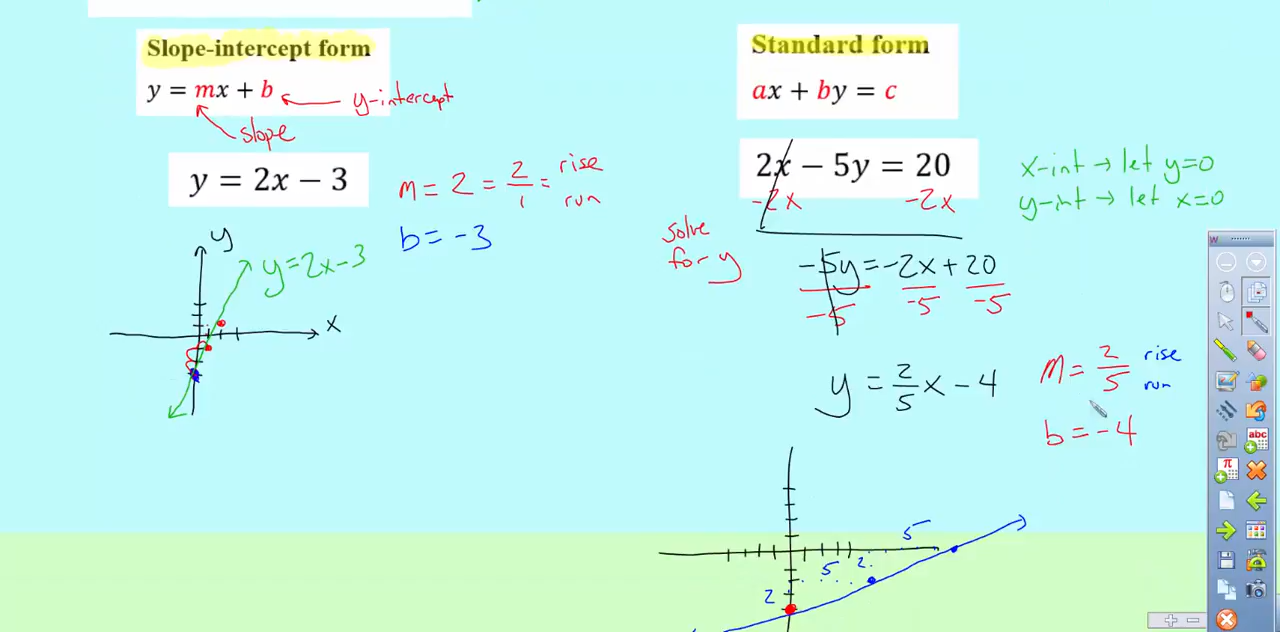 Slope-intercept form
y = mx + b
y-intercept
slope
y = 2x − 3
m = 2 = 2/1 = rise/run
b = -3
y
y=2x-3
x
Standard form
ax + by = c
2x − 5y = 20
-2x -2x
x-int → let y=0
y-int → let x=0
solve
for y
-5y = -2x + 20
-5 -5 -5
y = 2/5 x - 4
m = 2/5 rise/run
b = -4
5
5 2
2
W
abc
π